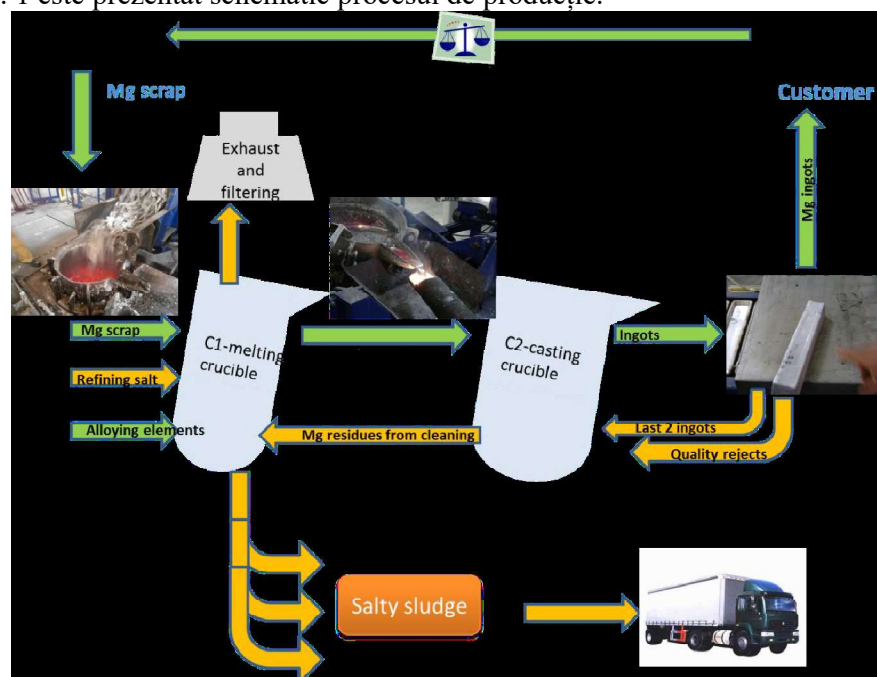 . 1 este prezentat schematic procesul de producție.
Mg scrap
Customer
Exhaust
and
filtering
Mg ingots
Mg scrap
C1-melting
crucible
C2-casting
crucible
Ingots
Refining salt
Alloying elements
Mg residues from cleaning
Last 2 ingots
Quality rejects
Salty sludge